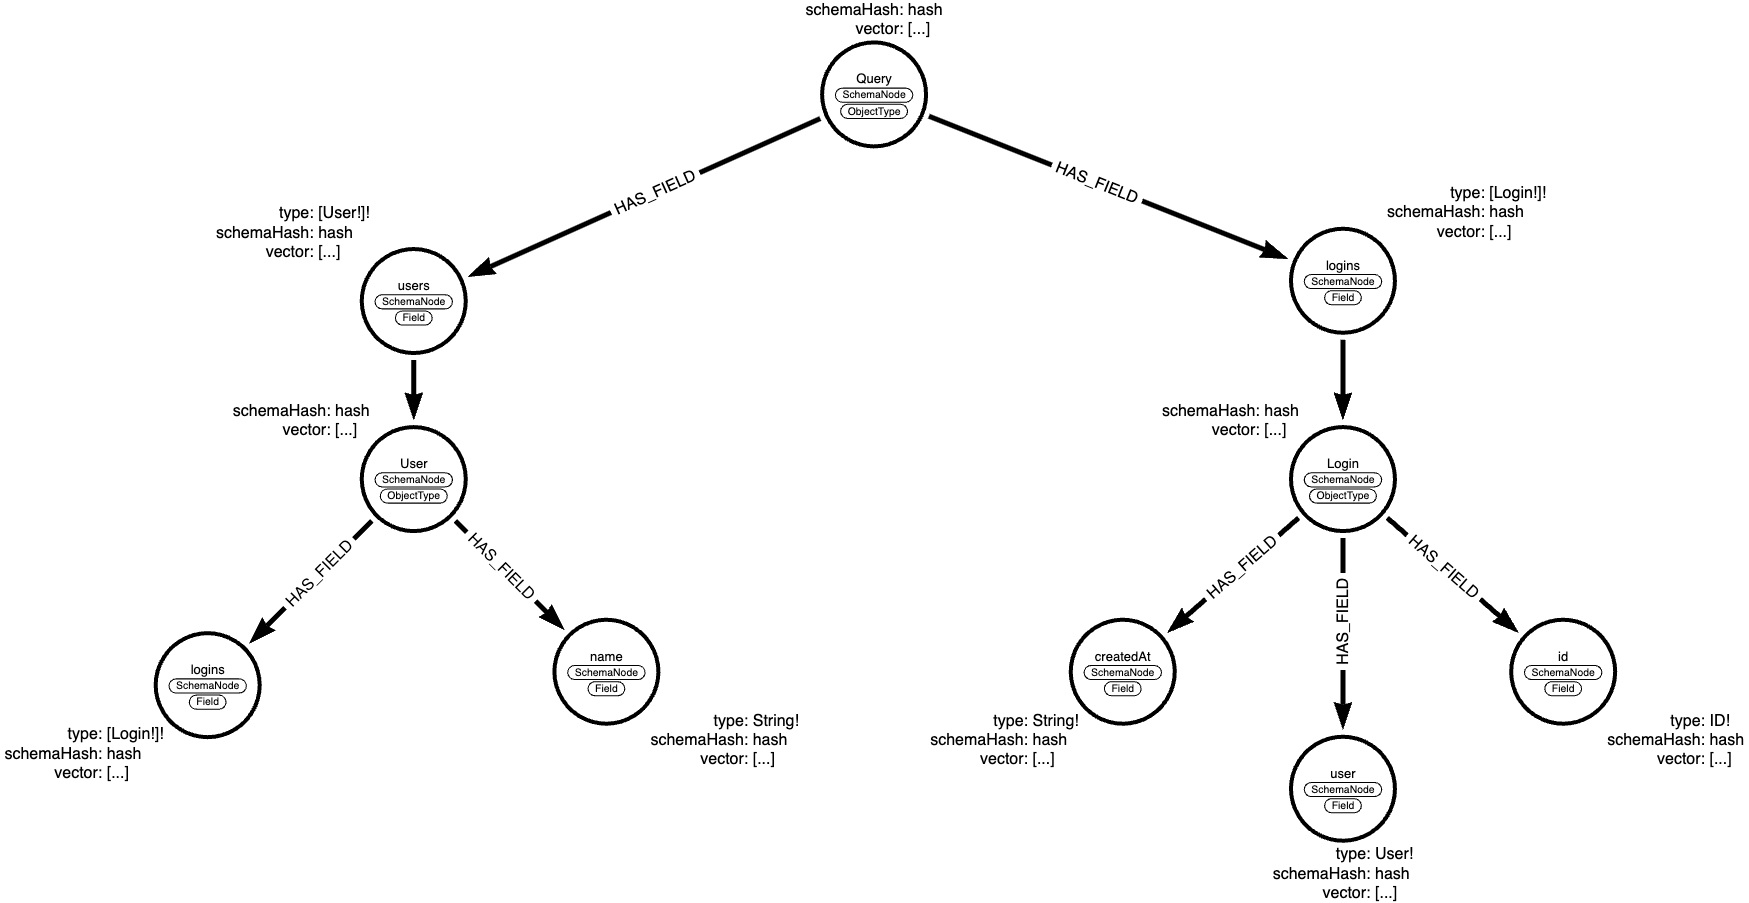 schemaHash: hash
vector: [...]
Query
SchemaNode
ObjectType
HAS_FIELD
HAS_FIELD
type: [User!]!
schemaHash: hash
vector: [...]
users
SchemaNode
Field
type: [Login!]!
schemaHash: hash
vector: [...]
logins
SchemaNode
Field
schemaHash: hash
vector: [...]
User
SchemaNode
ObjectType
schemaHash: hash
vector: [...]
Login
SchemaNode
ObjectType
HAS_FIELD
HAS_FIELD
HAS_FIELD
HAS_FIELD
HAS_FIELD
logins
SchemaNode
Field
type: [Login!]!
schemaHash: hash
vector: [...]
name
SchemaNode
Field
type: String!
schemaHash: hash
vector: [...]
createdAt
SchemaNode
Field
type: String!
schemaHash: hash
vector: [...]
user
SchemaNode
Field
type: User!
schemaHash: hash
vector: [...]
id
SchemaNode
Field
type: ID!
schemaHash: hash
vector: [...]